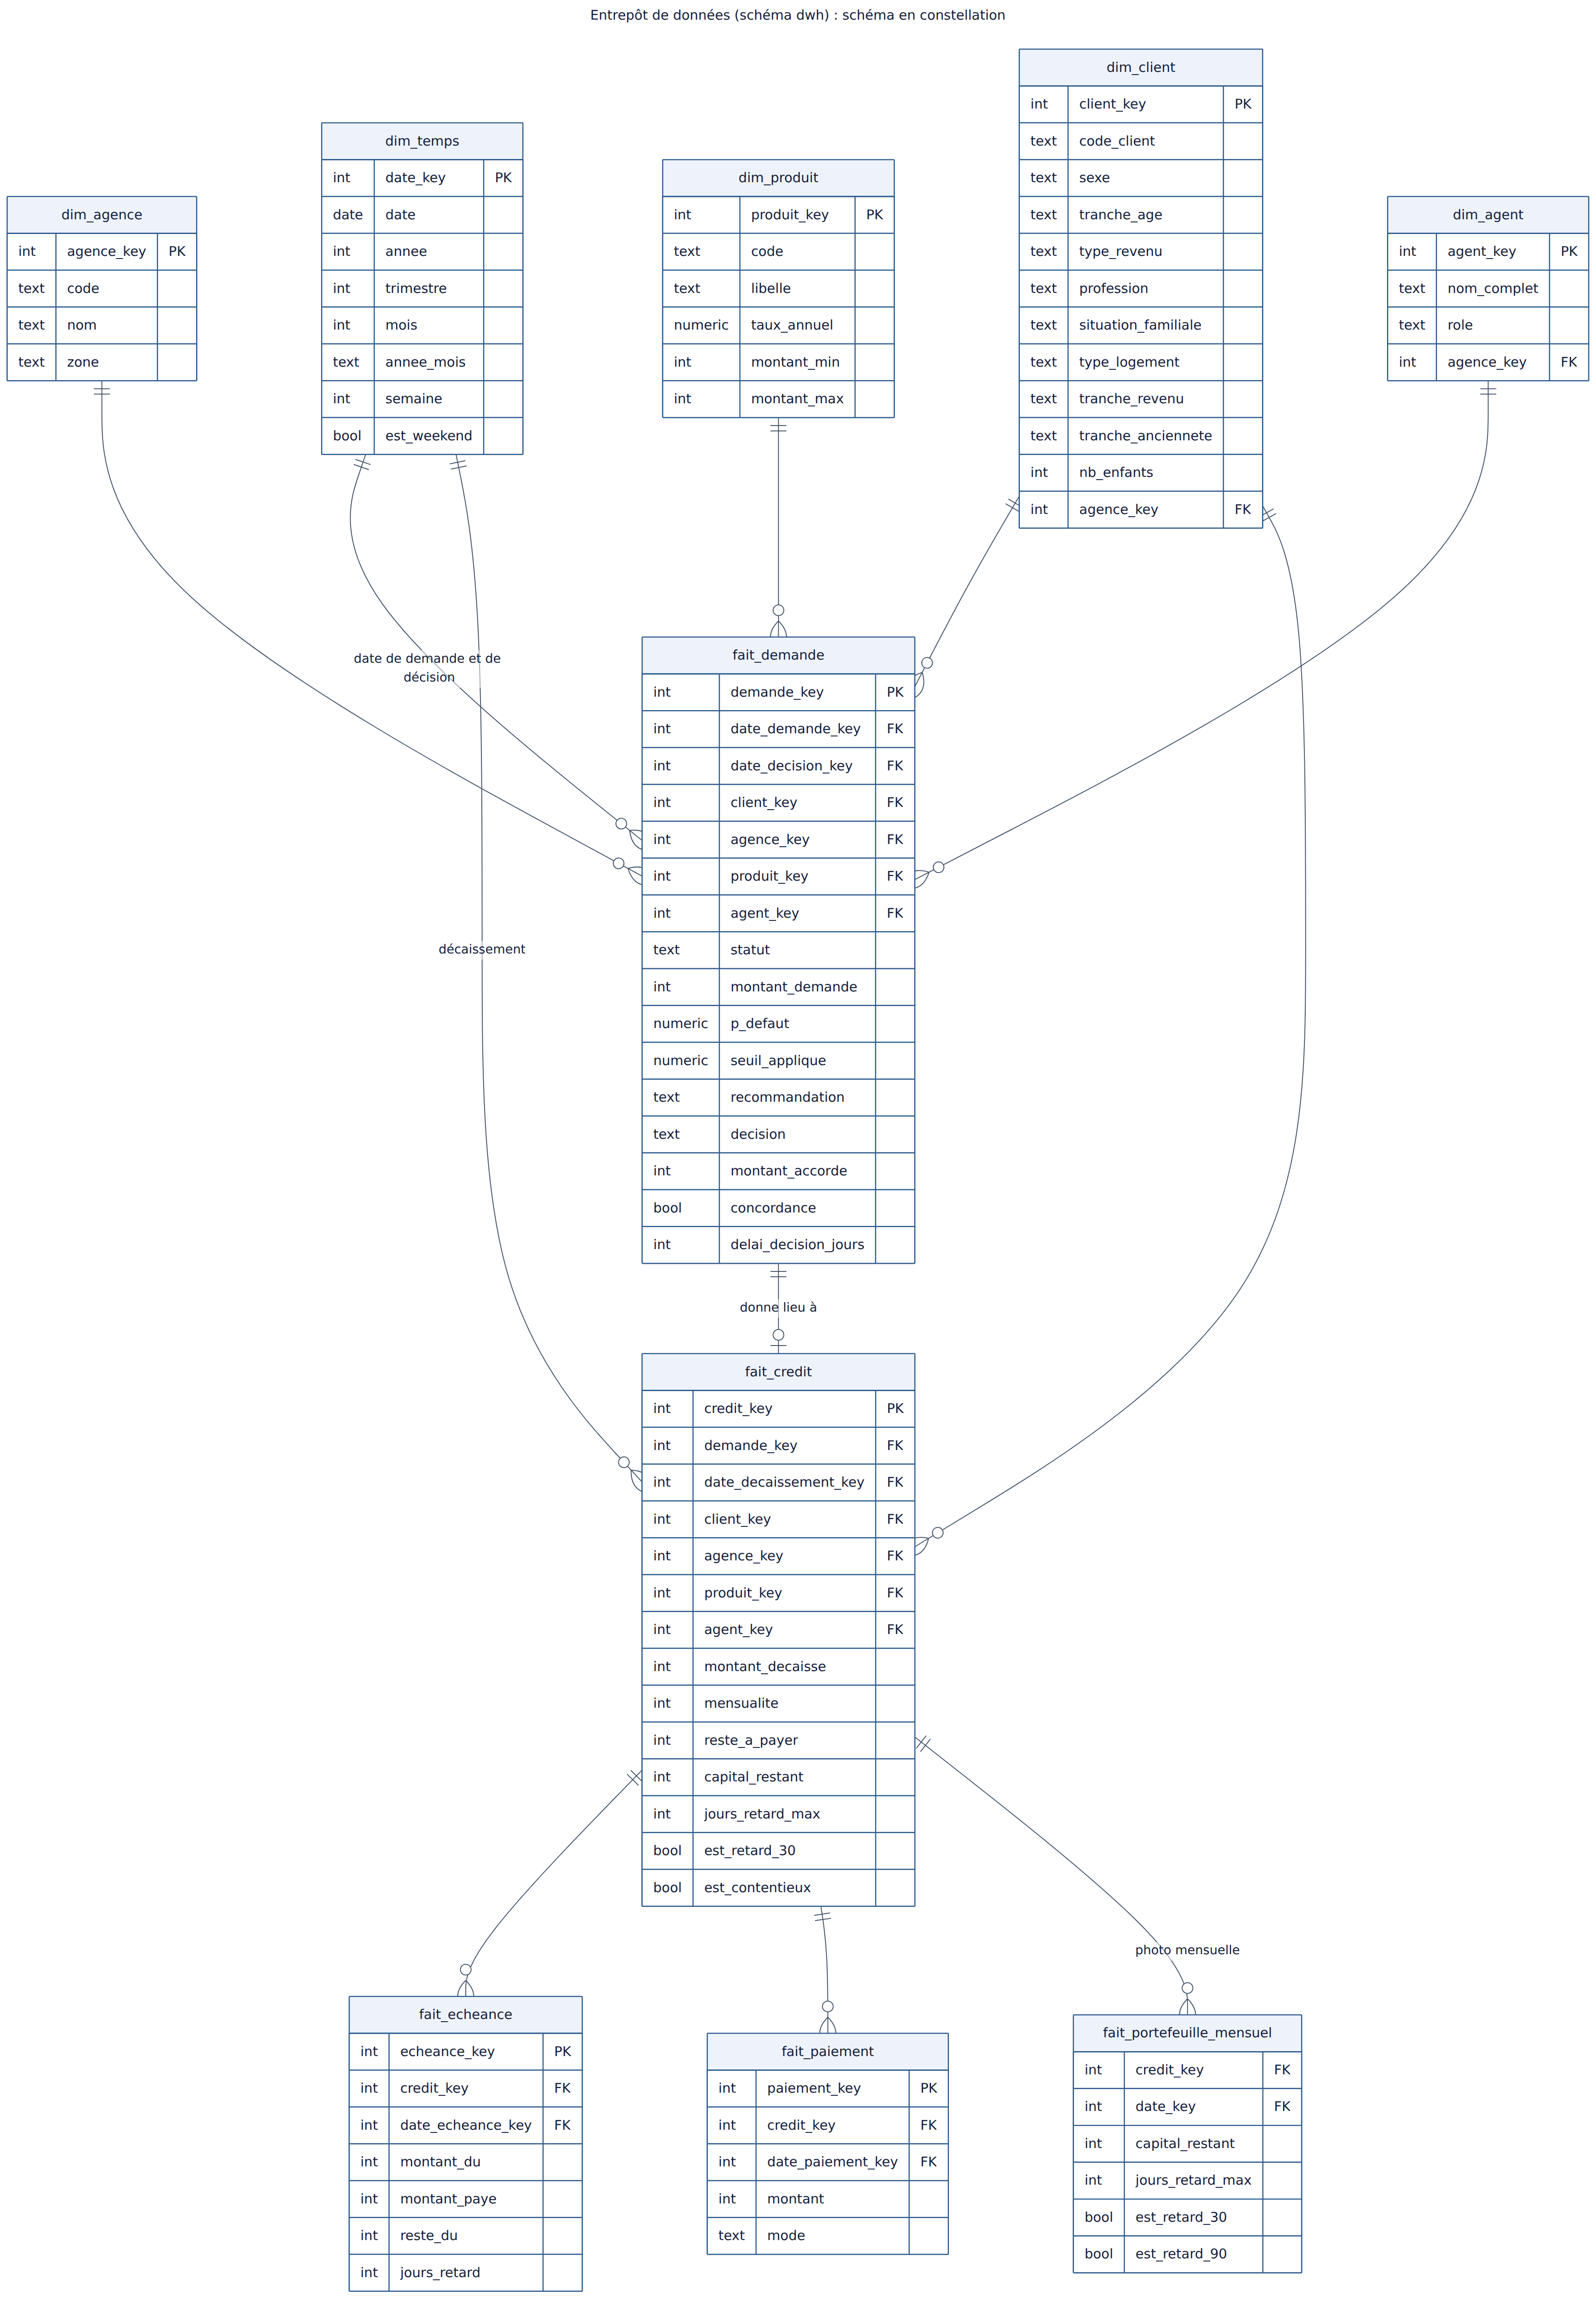 Entrepôt de données (schéma dwh) : schéma en constellation
dim_client
int client_key PK
text code_client
text sexe
text tranche_age
text type_revenu
text profession
text situation_familiale
text type_logement
text tranche_revenu
text tranche_anciennete
int nb_enfants
int agence_key FK
dim_temps
int date_key PK
date date
int annee
int trimestre
int mois
text annee_mois
int semaine
bool est_weekend
dim_produit
int produit_key PK
text code
text libelle
numeric taux_annuel
int montant_min
int montant_max
dim_agence
int agence_key PK
text code
text nom
text zone
dim_agent
int agent_key PK
text nom_complet
text role
int agence_key FK
date de demande et de
décision
fait_demande
int demande_key PK
int date_demande_key FK
int date_decision_key FK
int client_key FK
int agence_key FK
int produit_key FK
int agent_key FK
text statut
int montant_demande
numeric p_defaut
numeric seuil_applique
text recommandation
text decision
int montant_accorde
bool concordance
int delai_decision_jours
décaissement
donne lieu à
fait_credit
int credit_key PK
int demande_key FK
int date_decaissement_key FK
int client_key FK
int agence_key FK
int produit_key FK
int agent_key FK
int montant_decaisse
int mensualite
int reste_a_payer
int capital_restant
int jours_retard_max
bool est_retard_30
bool est_contentieux
photo mensuelle
fait_echeance
int echeance_key PK
int credit_key FK
int date_echeance_key FK
int montant_du
int montant_paye
int reste_du
int jours_retard
fait_paiement
int paiement_key PK
int credit_key FK
int date_paiement_key FK
int montant
text mode
fait_portefeuille_mensuel
int credit_key FK
int date_key FK
int capital_restant
int jours_retard_max
bool est_retard_30
bool est_retard_90